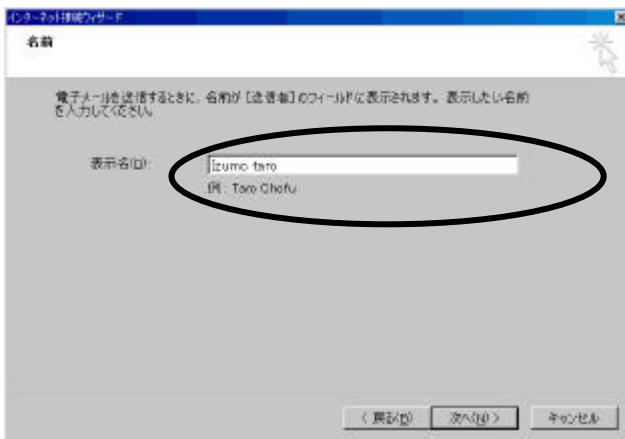 インターネット接続ウィザード
名前
電子メールを送信するときに、名前が [送信者] のフィールドに表示されます。表示したい名前
を入力してください。
表示名(D):
Izumo taro
例: Taro Chofu
< 戻る(B)
次へ(N) >
キャンセル